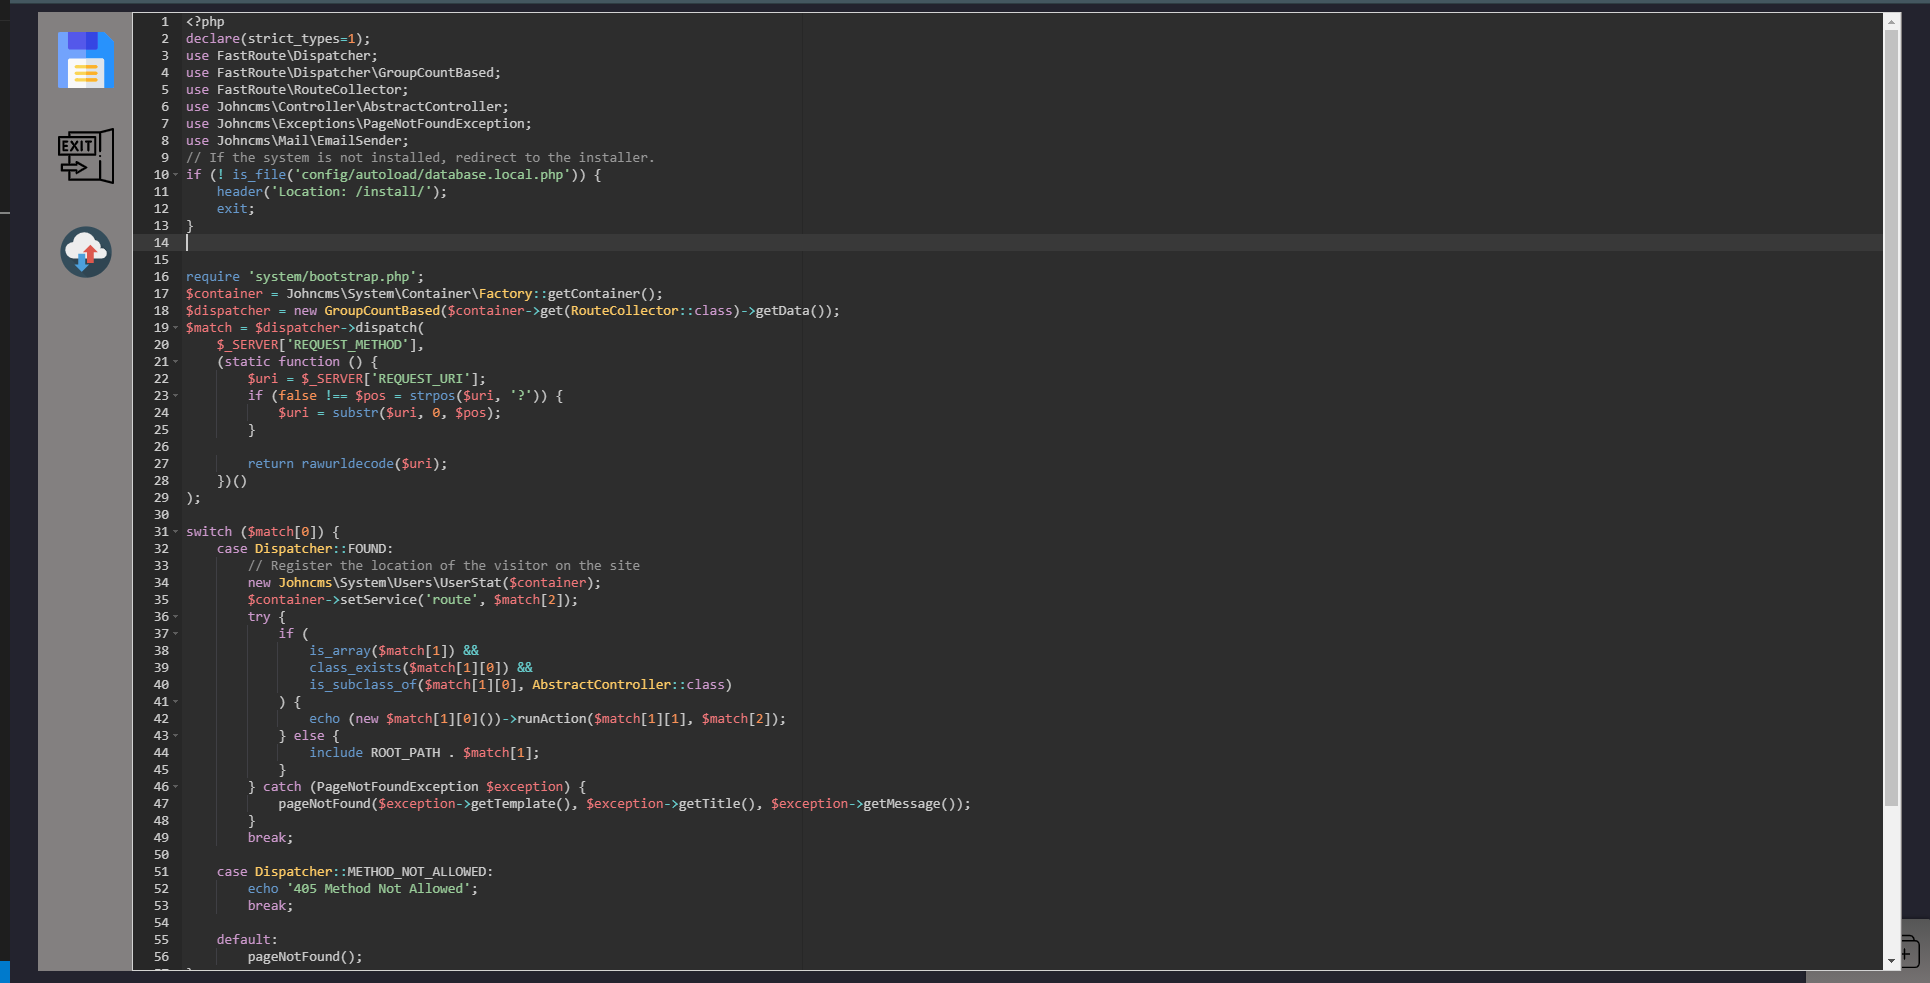 EXIT
1 <?php
2 declare(strict_types=1);
3 use FastRoute\Dispatcher;
4 use FastRoute\Dispatcher\GroupCountBased;
5 use FastRoute\RouteCollector;
6 use Johncms\Controller\AbstractController;
7 use Johncms\Exceptions\PageNotFoundException;
8 use Johncms\Mail\EmailSender;
9 // If the system is not installed, redirect to the installer.
10 if (! is_file('config/autoload/database.local.php')) {
11     header('Location: /install/');
12     exit;
13 }
14
15
16 require 'system/bootstrap.php';
17 $container = Johncms\System\Container\Factory::getContainer();
18 $dispatcher = new GroupCountBased($container->get(RouteCollector::class)->getData());
19 $match = $dispatcher->dispatch(
20     $_SERVER['REQUEST_METHOD'],
21     (static function () {
22         $uri = $_SERVER['REQUEST_URI'];
23         if (false !== $pos = strpos($uri, '?')) {
24             $uri = substr($uri, 0, $pos);
25         }
26
27         return rawurldecode($uri);
28     })()
29 );
30
31 switch ($match[0]) {
32     case Dispatcher::FOUND:
33         // Register the location of the visitor on the site
34         new Johncms\System\Users\UserStat($container);
35         $container->setService('route', $match[2]);
36         try {
37             if (
38                 is_array($match[1]) &&
39                 class_exists($match[1][0]) &&
40                 is_subclass_of($match[1][0], AbstractController::class)
41             ) {
42                 echo (new $match[1][0]())->runAction($match[1][1], $match[2]);
43             } else {
44                 include ROOT_PATH . $match[1];
45             }
46         } catch (PageNotFoundException $exception) {
47             pageNotFound($exception->getTemplate(), $exception->getTitle(), $exception->getMessage());
48         }
49         break;
50
51     case Dispatcher::METHOD_NOT_ALLOWED:
52         echo '405 Method Not Allowed';
53         break;
54
55     default:
56         pageNotFound();